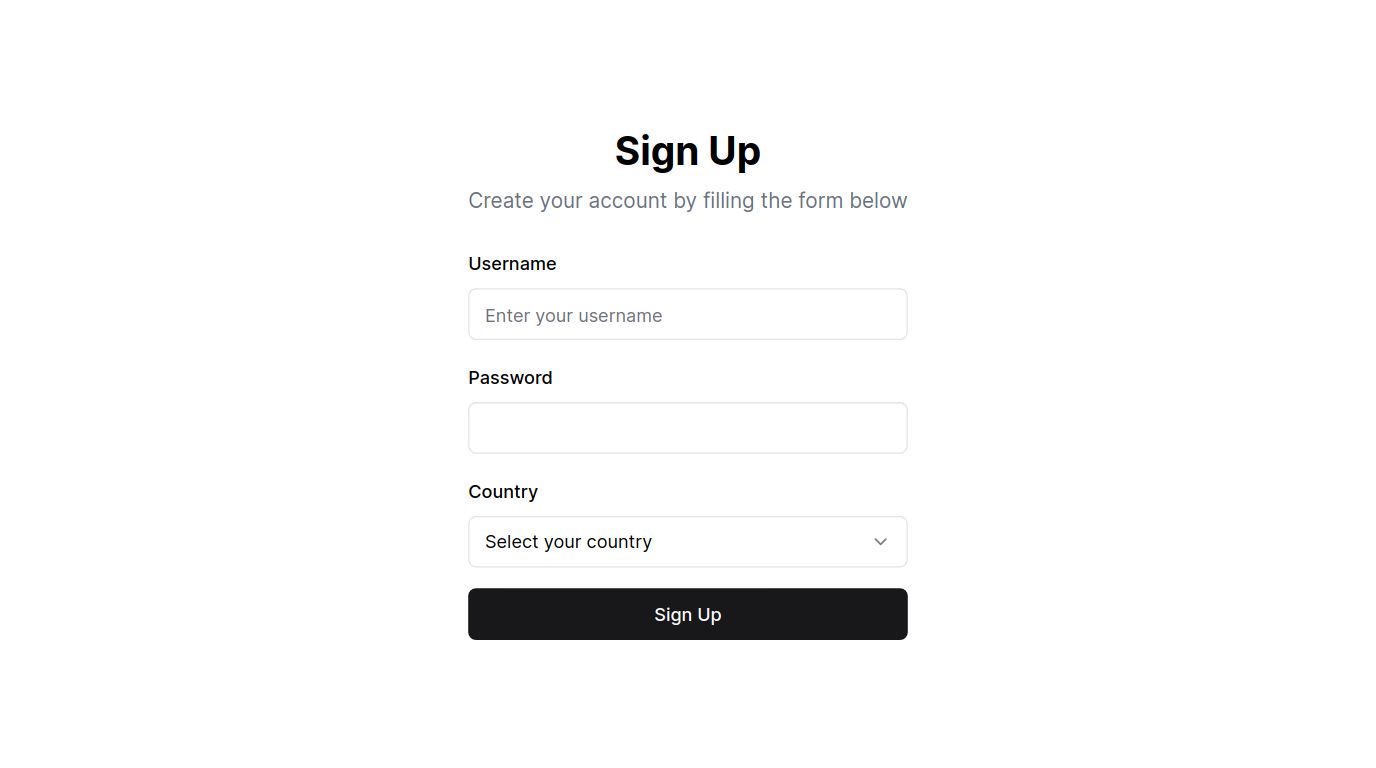 Sign Up
Create your account by filling the form below
Username
Enter your username
Password
Country
Select your country
Sign Up